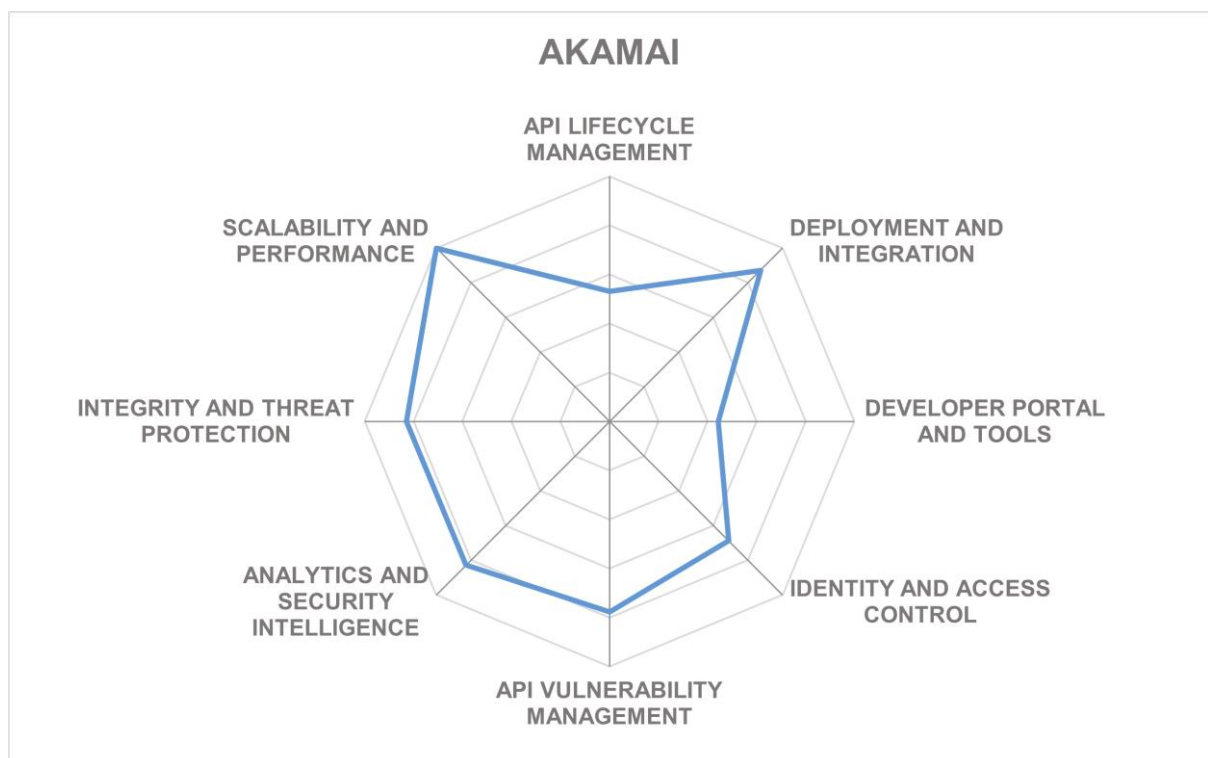 AKAMAI
API LIFECYCLE
MANAGEMENT
DEPLOYMENT AND
INTEGRATION
DEVELOPER PORTAL
AND TOOLS
IDENTITY AND ACCESS
CONTROL
API VULNERABILITY
MANAGEMENT
ANALYTICS AND
SECURITY
INTELLIGENCE
INTEGRITY AND THREAT
PROTECTION
SCALABILITY AND
PERFORMANCE